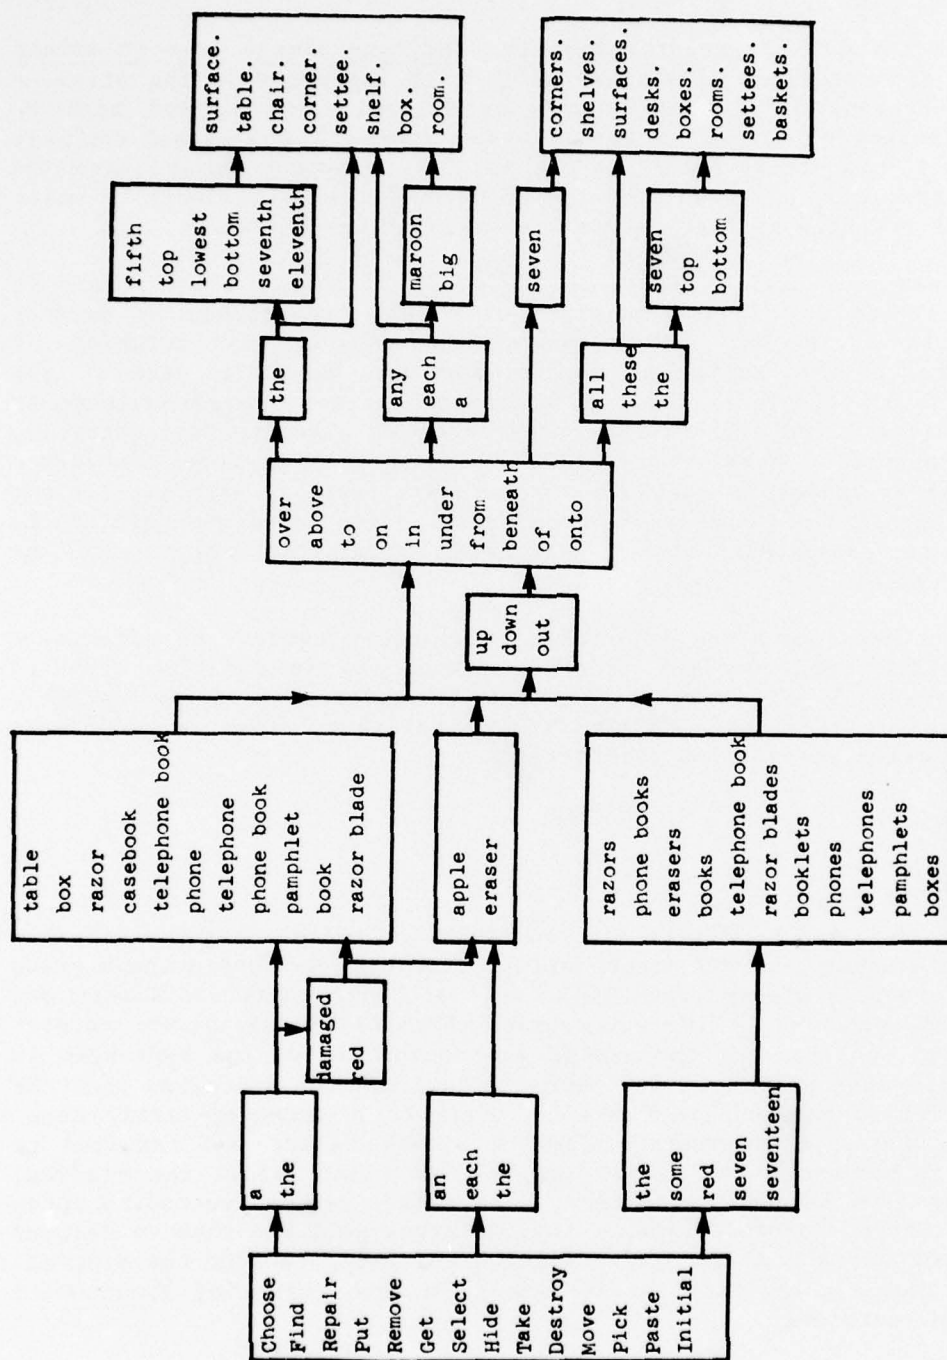 Choose
Find
Repair
Put
Remove
Get
Select
Hide
Take
Destroy
Move
Pick
Paste
Initial
a
the
an
each
the
the
some
red
seven
seventeen
damaged
red
table
box
razor
casebook
telephone book
phone
telephone
phone book
pamphlet
book
razor blade
apple
eraser
razors
phone books
erasers
books
telephone book
razor blades
booklets
phones
telephones
pamphlets
boxes
up
down
out
over
above
to
on
in
under
from
beneath
of
onto
the
any
each
a
all
these
the
fifth
top
lowest
bottom
seventh
eleventh
maroon
big
seven
seven
top
bottom
surface.
table.
chair.
corner.
settee.
shelf.
box.
room.
corners.
shelves.
surfaces.
desks.
boxes.
rooms.
settees.
baskets.